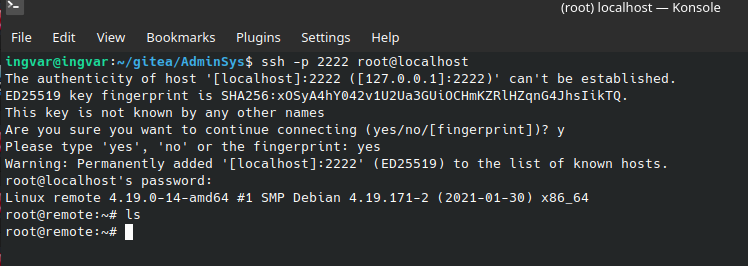 (root) localhost — Konsole
File Edit View Bookmarks Plugins Settings Help
ingvar@ingvar:~/gitea/AdminSys$ ssh -p 2222 root@localhost
The authenticity of host '[localhost]:2222 ([127.0.0.1]:2222)' can't be established.
ED25519 key fingerprint is SHA256:xOSyA4hY042v1U2Ua3GUiOCHmKZRlHZqnG4JhsIikTQ.
This key is not known by any other names
Are you sure you want to continue connecting (yes/no/[fingerprint])? y
Please type 'yes', 'no' or the fingerprint: yes
Warning: Permanently added '[localhost]:2222' (ED25519) to the list of known hosts.
root@localhost's password:
Linux remote 4.19.0-14-amd64 #1 SMP Debian 4.19.171-2 (2021-01-30) x86_64
root@remote:~# ls
root@remote:~#